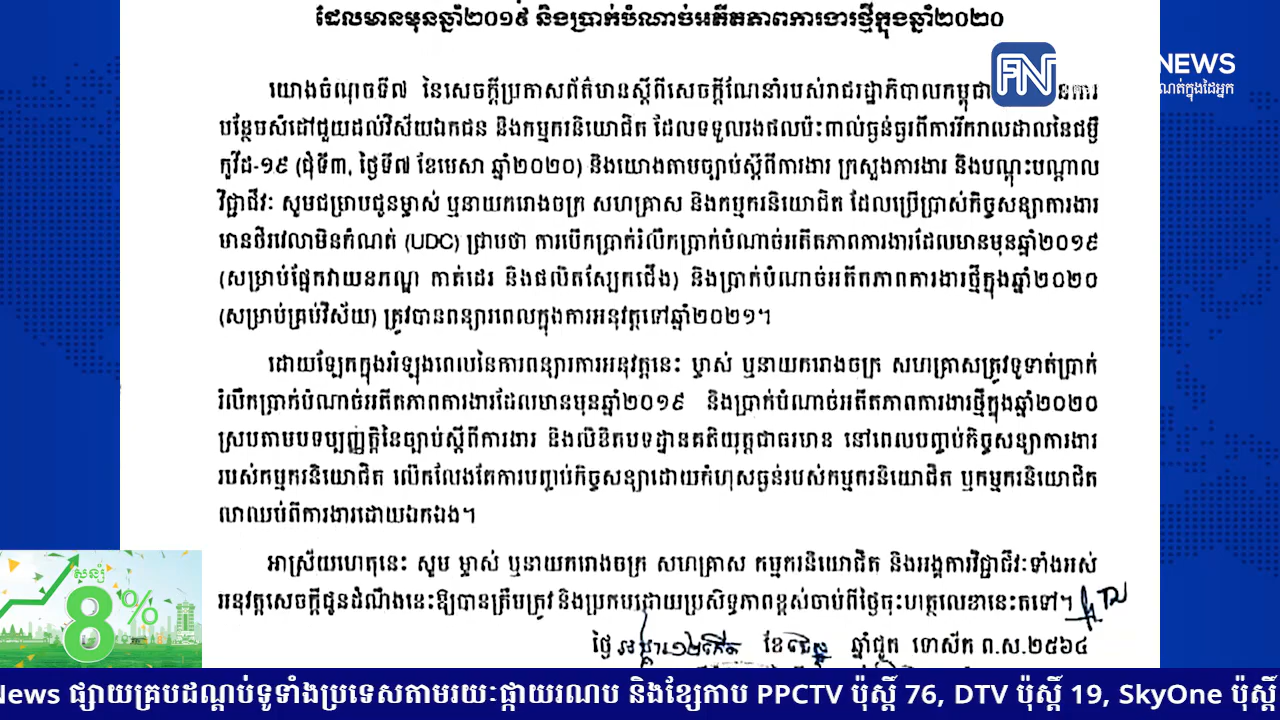 ដែលមានមុនឆ្នាំ២០១៩ និងប្រាក់បំណាច់អតីតភាពការងារថ្មីក្នុងឆ្នាំ២០២០
យោងចំណុចទី៧ នៃសេចក្តីប្រកាសព័ត៌មានស្តីពីសេចក្តីណែនាំរបស់រាជរដ្ឋាភិបាលកម្ពុជា
FN
NEWS
បន្ថែមសំដៅជួយដល់វិស័យឯកជន និងកម្មករនិយោជិត ដែលទទួលរងផលប៉ះពាល់ធ្ងន់ធ្ងរពីការរីករាលដាលនៃជម្ងឺ
កូវីដ-១៩ (ជុំទី៣, ថ្ងៃទី៧ ខែមេសា ឆ្នាំ២០២០) និងយោងតាមច្បាប់ស្តីពីការងារ ក្រសួងការងារ និងបណ្តុះបណ្តាល
វិជ្ជាជីវៈ សូមជម្រាបជូនម្ចាស់ ឬនាយករោងចក្រ សហគ្រាស និងកម្មករនិយោជិត ដែលប្រើប្រាស់កិច្ចសន្យាការងារ
មានថិរវេលាមិនកំណត់ (UDC) ជ្រាបថា ការបើកប្រាក់រំលឹកប្រាក់បំណាច់អតីតភាពការងារដែលមានមុនឆ្នាំ២០១៩
(សម្រាប់ផ្នែកវាយនភណ្ឌ កាត់ដេរ និងផលិតស្បែកជើង) និងប្រាក់បំណាច់អតីតភាពការងារថ្មីក្នុងឆ្នាំ២០២០
(សម្រាប់គ្រប់វិស័យ) ត្រូវបានពន្យារពេលក្នុងការអនុវត្តទៅឆ្នាំ២០២១។
ដោយឡែកក្នុងអំឡុងពេលនៃការពន្យារការអនុវត្តនេះ ម្ចាស់ ឬនាយករោងចក្រ សហគ្រាសត្រូវទូទាត់ប្រាក់
រំលឹកប្រាក់បំណាច់អតីតភាពការងារដែលមានមុនឆ្នាំ២០១៩ និងប្រាក់បំណាច់អតីតភាពការងារថ្មីក្នុងឆ្នាំ២០២០
ស្របតាមបទប្បញ្ញត្តិនៃច្បាប់ស្តីពីការងារ និងលិខិតបទដ្ឋានគតិយុត្តជាធរមាន នៅពេលបញ្ចប់កិច្ចសន្យាការងារ
របស់កម្មករនិយោជិត លើកលែងតែការបញ្ចប់កិច្ចសន្យាដោយកំហុសធ្ងន់របស់កម្មករនិយោជិត ឬកម្មករនិយោជិត
លាឈប់ពីការងារដោយឯកឯង។
អាស្រ័យហេតុនេះ សូម ម្ចាស់ ឬនាយករោងចក្រ សហគ្រាស កម្មករនិយោជិត និងអង្គការវិជ្ជាជីវៈទាំងអស់
អនុវត្តសេចក្តីជូនដំណឹងនេះឱ្យបានត្រឹមត្រូវ និងប្រកបដោយប្រសិទ្ធភាពខ្ពស់ចាប់ពីថ្ងៃចុះហត្ថលេខានេះតទៅ។
ថ្ងៃ អង្គារ ១២កើត ខែ ជេស្ឋ ឆ្នាំជូត ទោស័ក ព.ស.២៥៦៤
សន្សំ
8%
News ផ្សាយគ្របដណ្តប់ទូទាំងប្រទេសតាមរយៈផ្កាយរណប និងខ្សែកាប PPCTV ប៉ុស្តិ៍ 76, DTV ប៉ុស្តិ៍ 19, SkyOne ប៉ុស្តិ៍